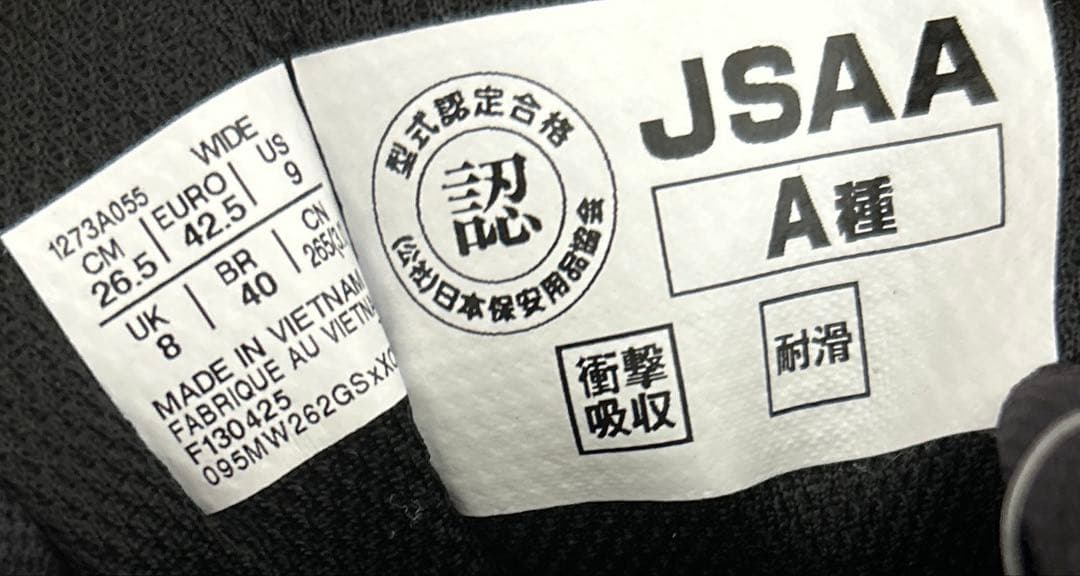 1273A055
WIDE
CM
26.5
EURO
42.5
US
9
UK
8
BR
40
CN
MADE IN VIETNAM
FABRIQUE AU
F130425
型式認定合格
認
(公社)日本保安用品協会
JSAA
A種
衝撃
吸収
耐滑